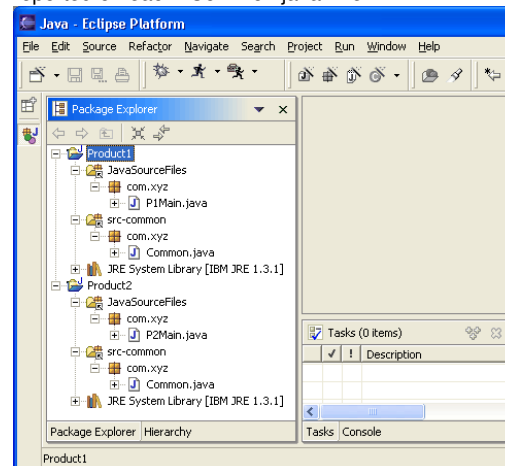 Java - Eclipse Platform
File Edit Source Refactor Navigate Search Project Run Window Help
Package Explorer
Product1
JavaSourceFiles
com.xyz
P1Main.java
src-common
com.xyz
Common.java
JRE System Library [IBM JRE 1.3.1]
Product2
JavaSourceFiles
com.xyz
P2Main.java
src-common
com.xyz
Common.java
JRE System Library [IBM JRE 1.3.1]
Package Explorer Hierarchy
Tasks (0 items)
! Description
Tasks Console
Product1